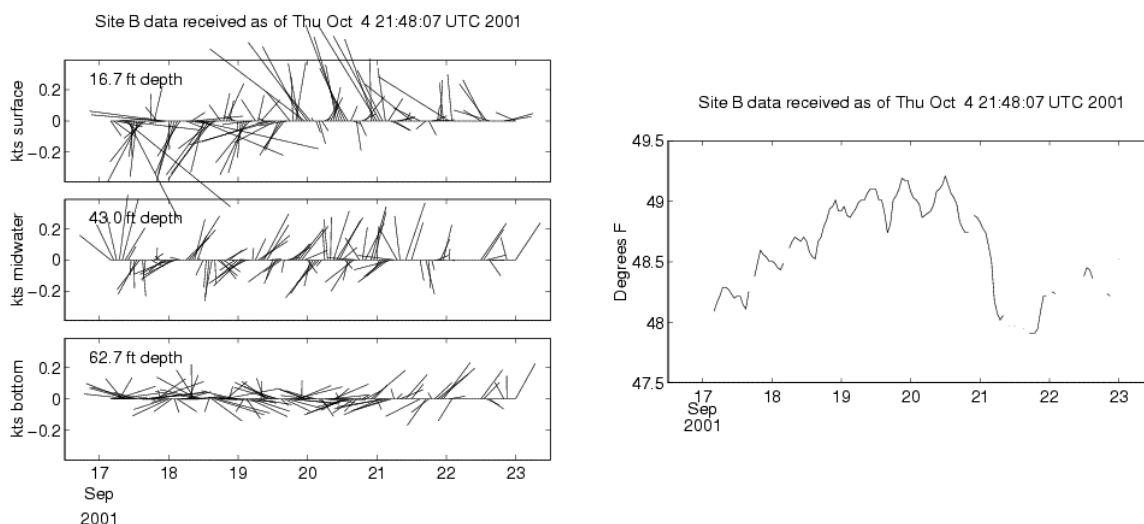 Site B data received as of Thu Oct 4 21:48:07 UTC 2001
16.7 ft depth
kts surface
0.2
0
−0.2
43.0 ft depth
kts midwater
0.2
0
−0.2
62.7 ft depth
kts bottom
0.2
0
−0.2
17 18 19 20 21 22 23
Sep
2001
Site B data received as of Thu Oct 4 21:48:07 UTC 2001
Degrees F
49.5
49
48.5
48
47.5
17 18 19 20 21 22 23
Sep
2001